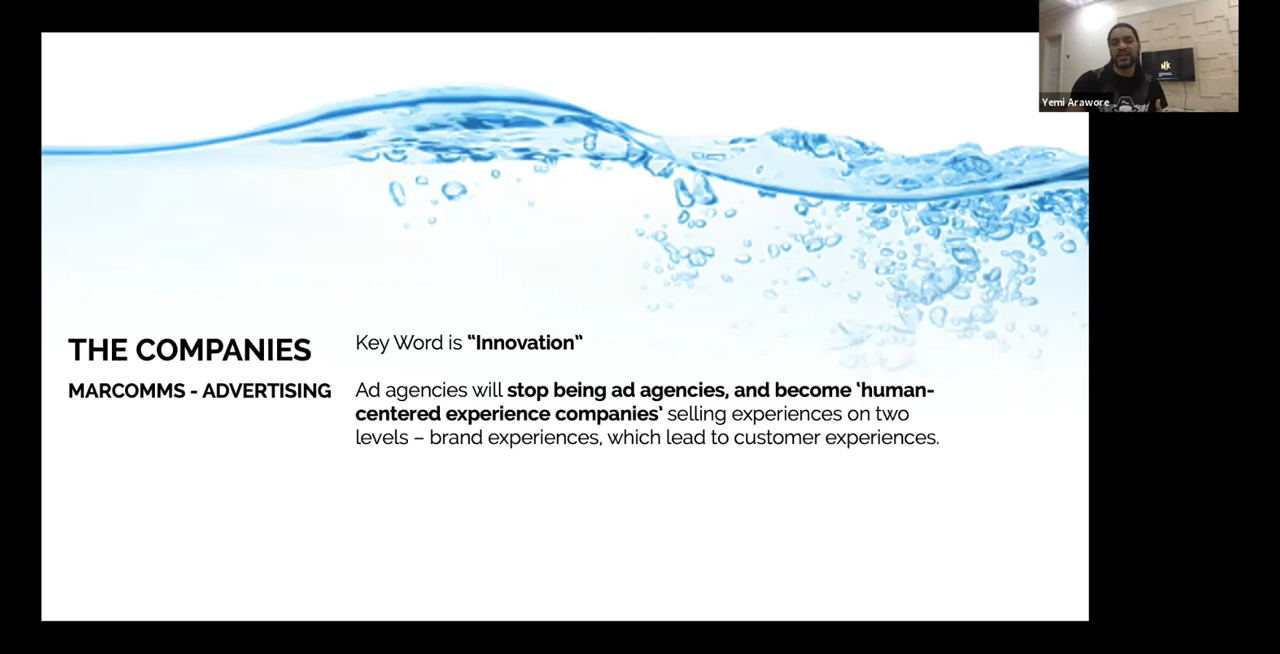 Yemi Arawore
THE COMPANIES
MARCOMMS - ADVERTISING
Key Word is “Innovation”
Ad agencies will stop being ad agencies, and become ‘human-
centered experience companies’ selling experiences on two
levels – brand experiences, which lead to customer experiences.